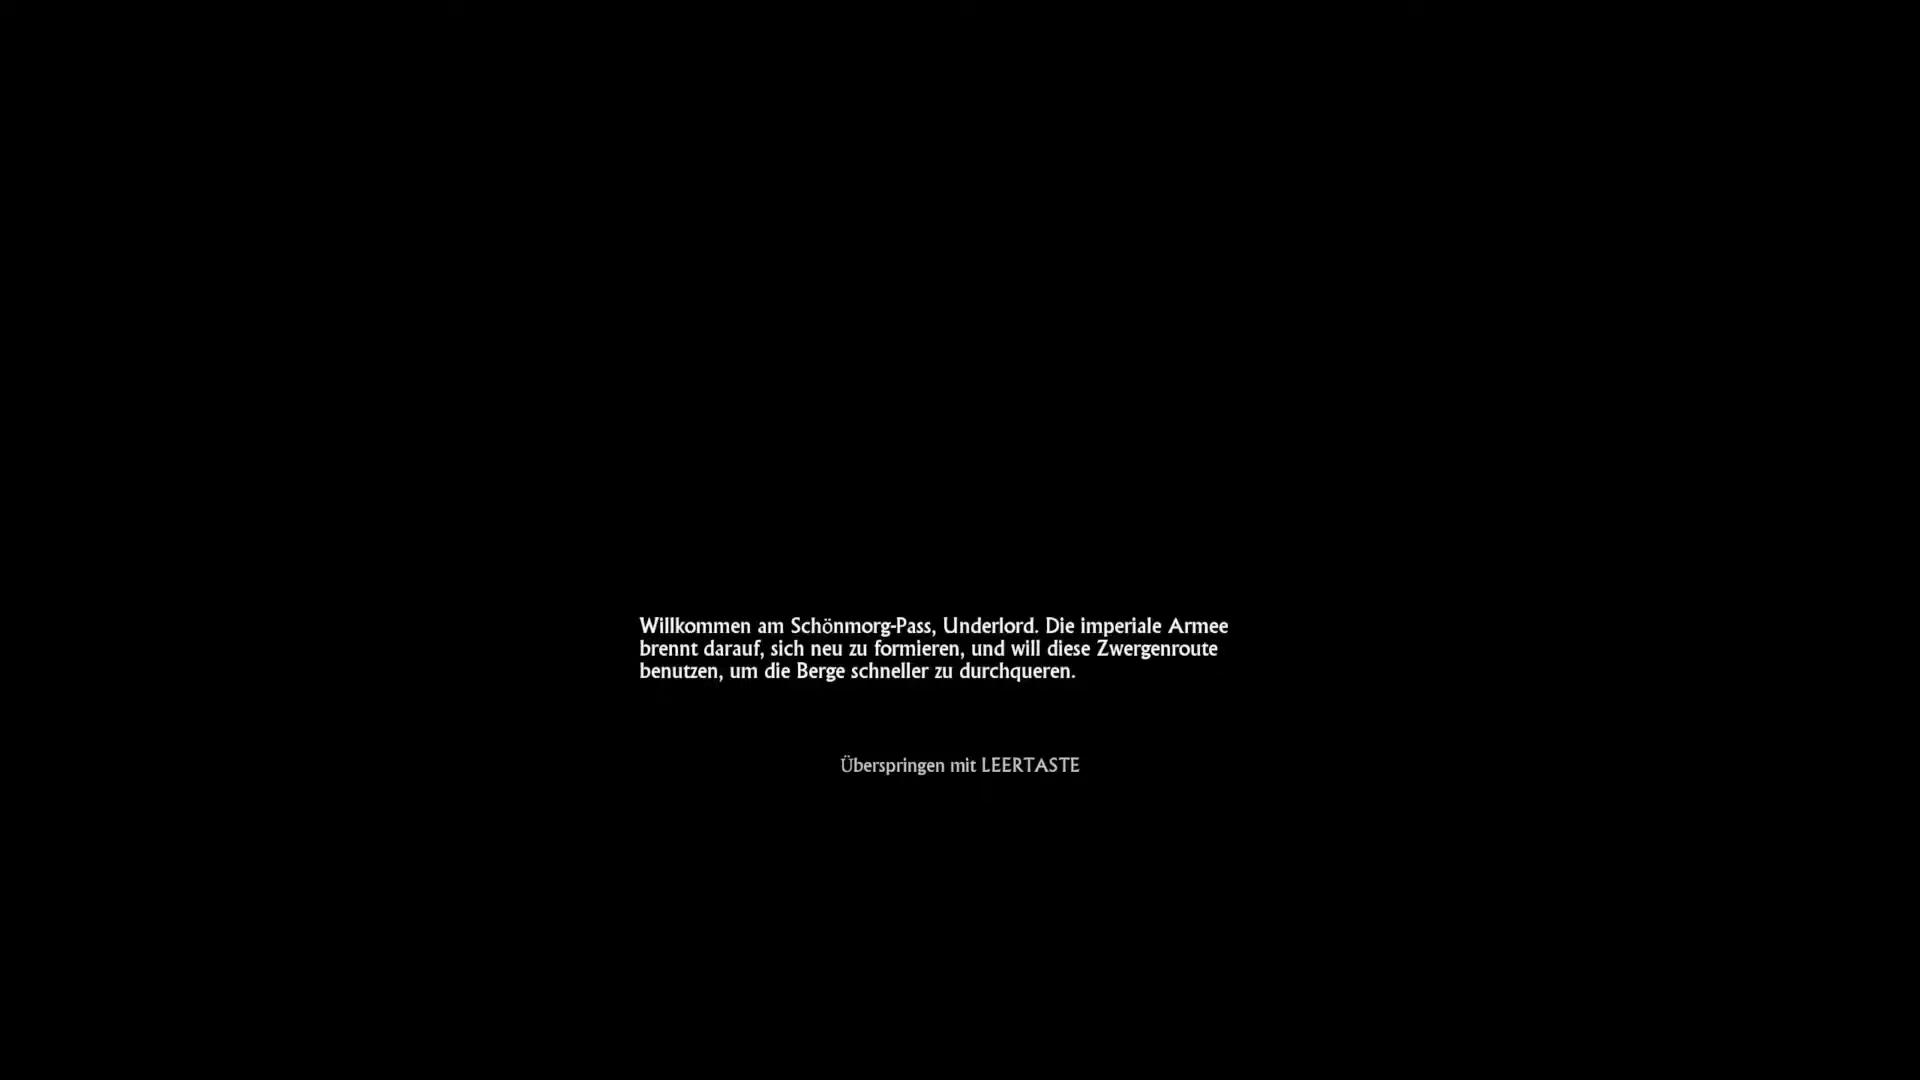 Willkommen am Schönmorg-Pass, Underlord. Die imperiale Armee
brennt darauf, sich neu zu formieren, und will diese Zwergenroute
benutzen, um die Berge schneller zu durchqueren.
Überspringen mit LEERTASTE